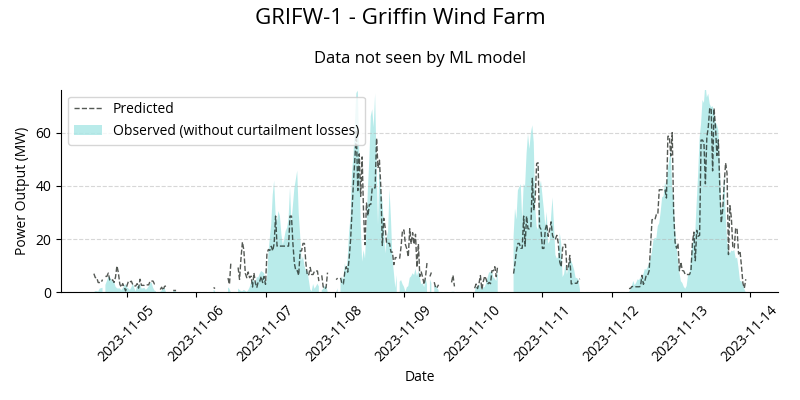 GRIFW-1 - Griffin Wind Farm
Data not seen by ML model
Predicted
Observed (without curtailment losses)
Power Output (MW)
60
40
20
0
2023-11-05
2023-11-06
2023-11-07
2023-11-08
2023-11-09
2023-11-10
2023-11-11
2023-11-12
2023-11-13
2023-11-14
Date